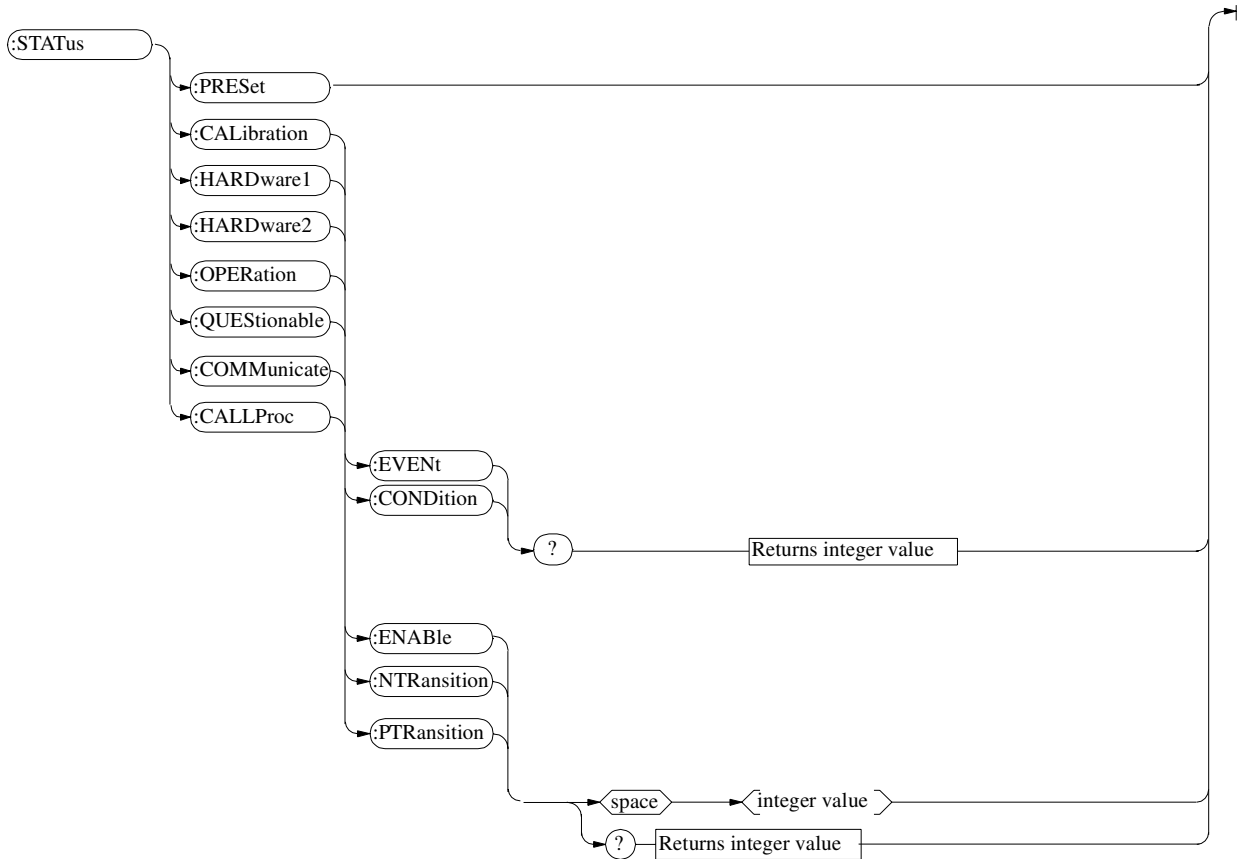 :STATus
:PRESet
:CALibration
:HARDware1
:HARDware2
:OPERation
:QUEStionable
:COMMunicate
:CALLProc
:EVENt
:CONDition
? Returns integer value
:ENABle
:NTRansition
:PTRansition
space integer value
? Returns integer value